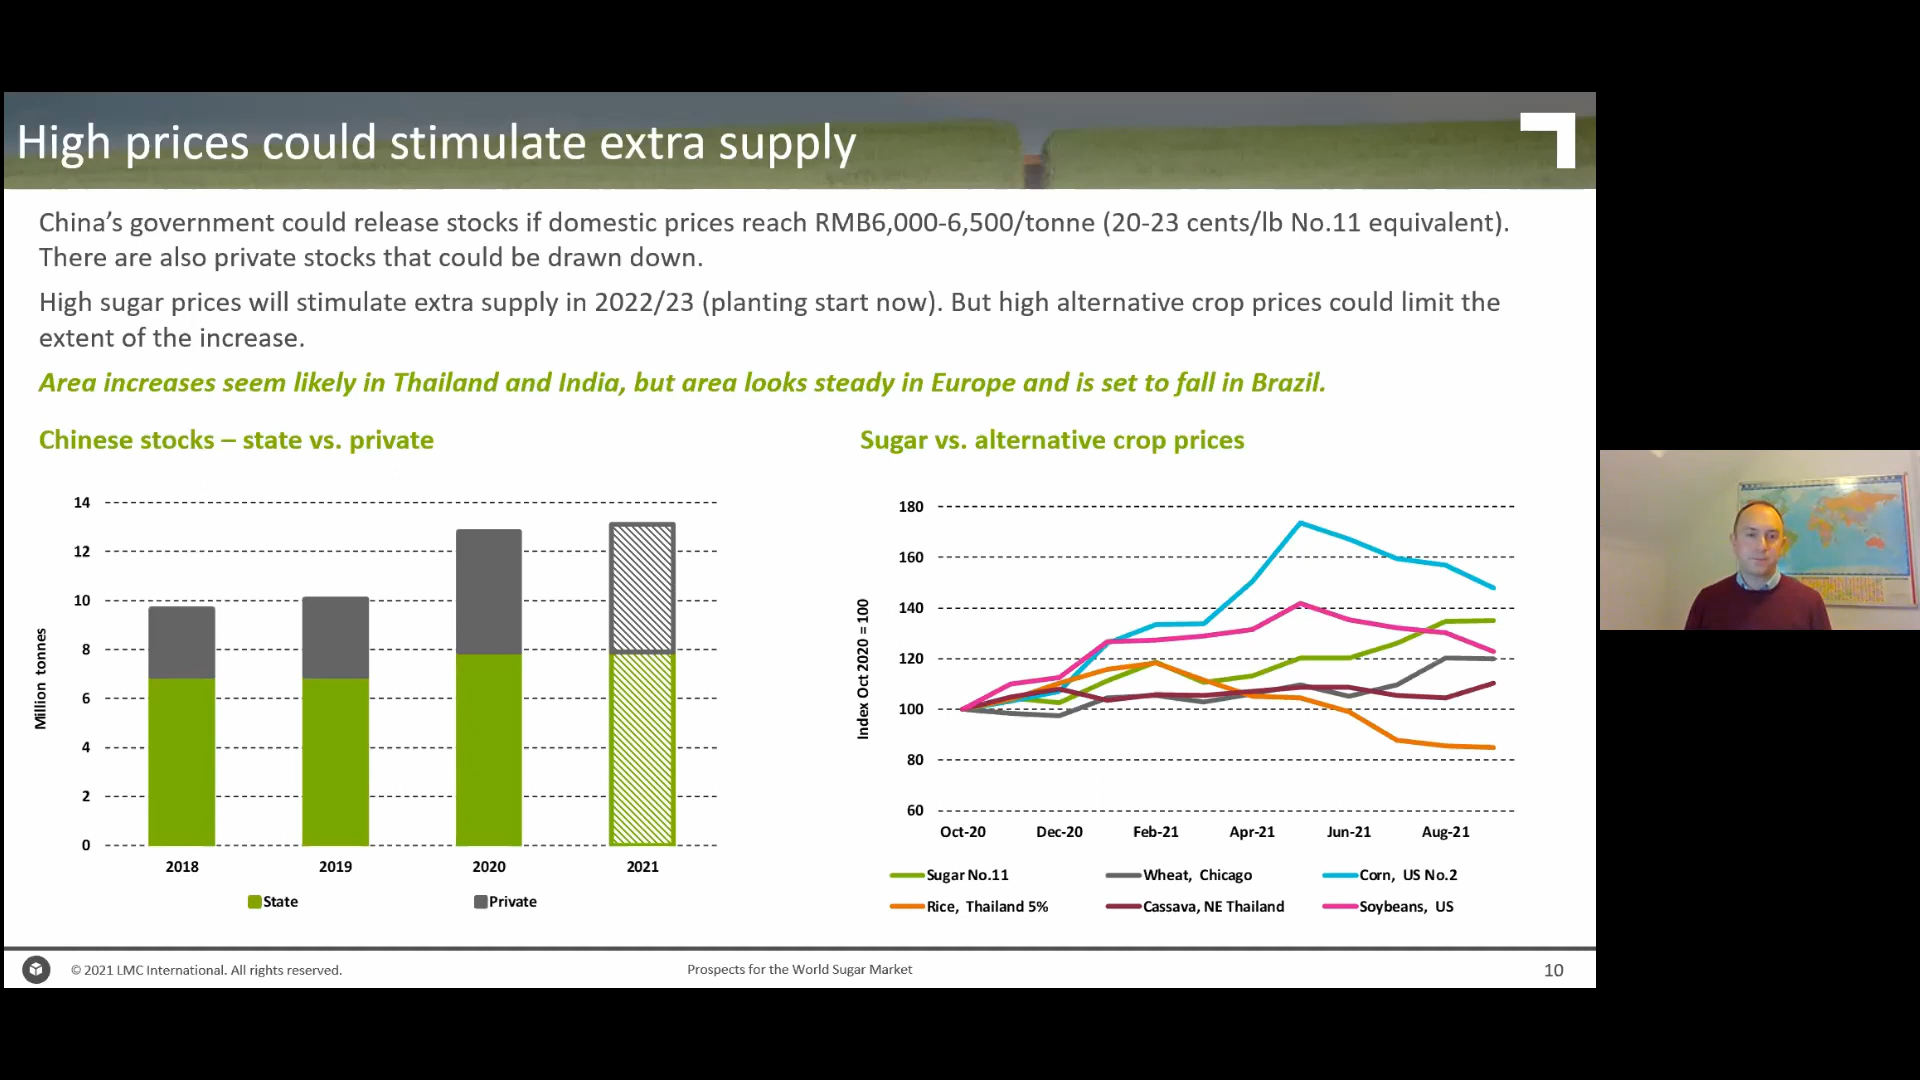 High prices could stimulate extra supply
China's government could release stocks if domestic prices reach RMB6,000-6,500/tonne (20-23 cents/lb No.11 equivalent).
There are also private stocks that could be drawn down.
High sugar prices will stimulate extra supply in 2022/23 (planting start now). But high alternative crop prices could limit the
extent of the increase.
Area increases seem likely in Thailand and India, but area looks steady in Europe and is set to fall in Brazil.
Chinese stocks – state vs. private
Million tonnes
14
12
10
8
6
4
2
0
2018 2019 2020 2021
State Private
Sugar vs. alternative crop prices
Index Oct 2020 = 100
180
160
140
120
100
80
60
Oct-20 Dec-20 Feb-21 Apr-21 Jun-21 Aug-21
Sugar No.11 Wheat, Chicago Corn, US No.2
Rice, Thailand 5% Cassava, NE Thailand Soybeans, US
© 2021 LMC International. All rights reserved.
Prospects for the World Sugar Market
10